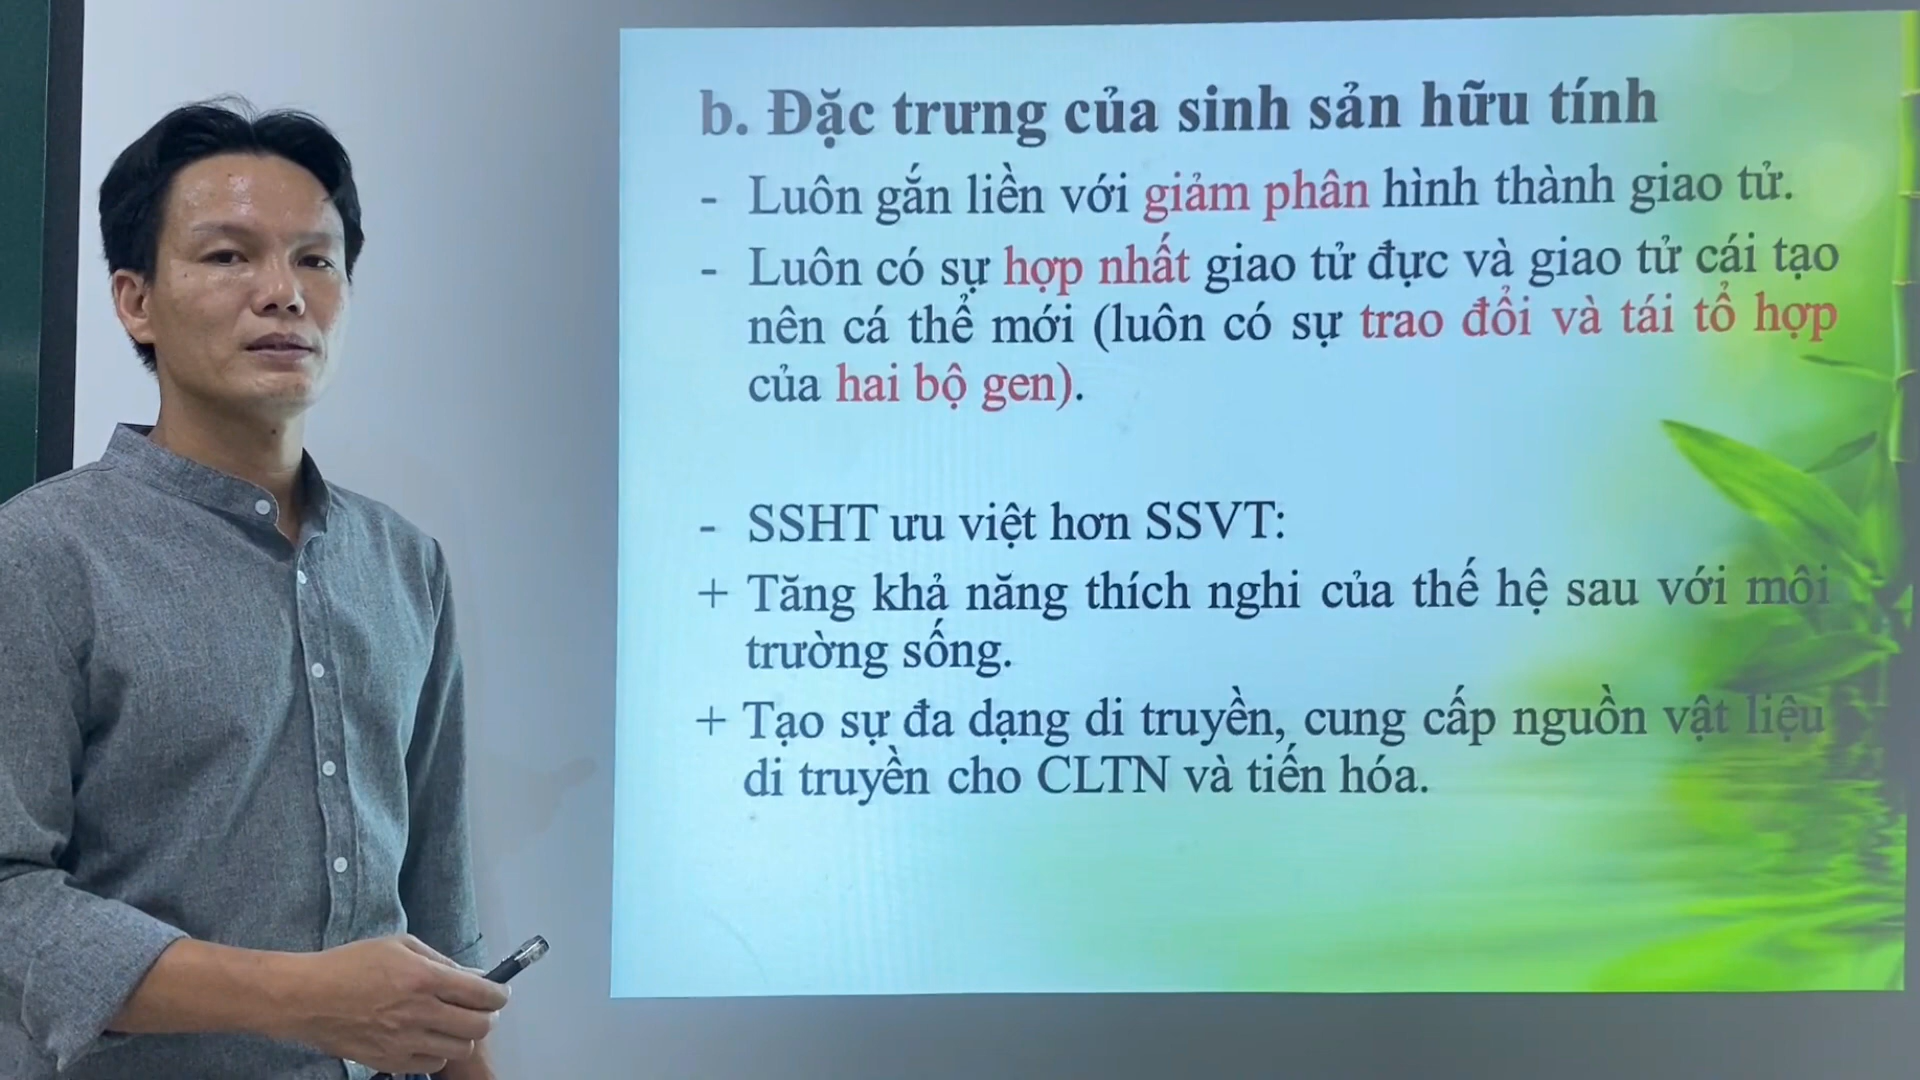 b. Đặc trưng của sinh sản hữu tính
- Luôn gắn liền với giảm phân hình thành giao tử.
- Luôn có sự hợp nhất giao tử đực và giao tử cái tạo
nên cá thể mới (luôn có sự trao đổi và tái tổ hợp
của hai bộ gen).
- SSHT ưu việt hơn SSVT:
+ Tăng khả năng thích nghi của thế hệ sau với môi
trường sống.
+ Tạo sự đa dạng di truyền, cung cấp nguồn vật liệu
di truyền cho CLTN và tiến hóa.